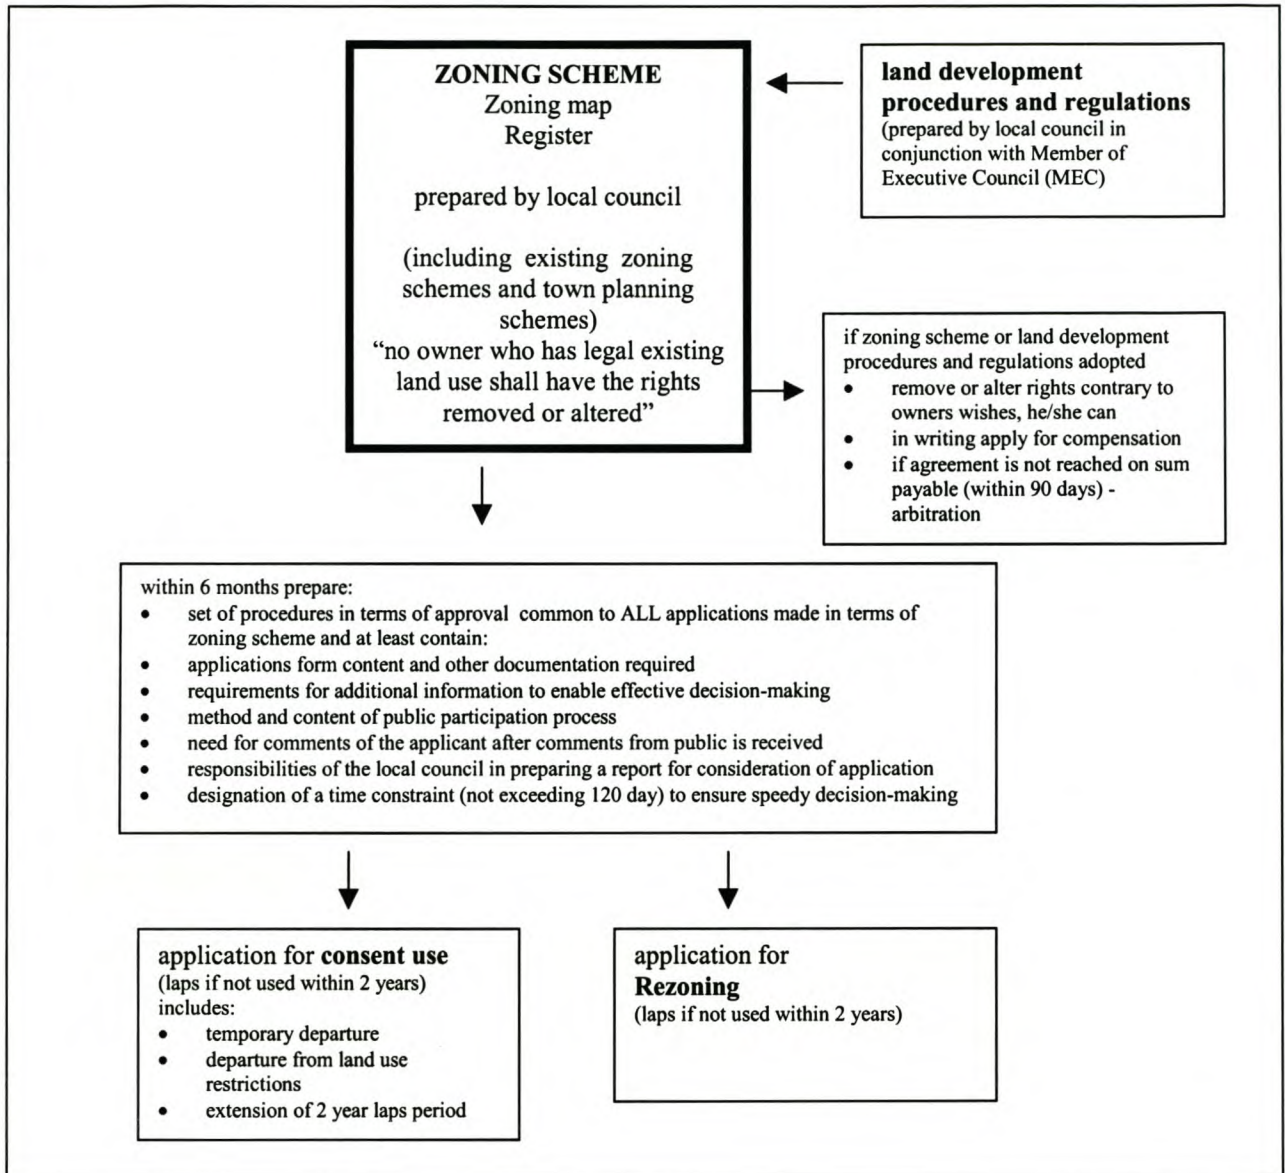 ZONING SCHEME
Zoning map
Register
prepared by local council
(including existing zoning
schemes and town planning
schemes)
“no owner who has legal existing
land use shall have the rights
removed or altered”
land development
procedures and regulations
(prepared by local council in
conjunction with Member of
Executive Council (MEC)
if zoning scheme or land development
procedures and regulations adopted
• remove or alter rights contrary to
owners wishes, he/she can
• in writing apply for compensation
• if agreement is not reached on sum
payable (within 90 days) -
arbitration
within 6 months prepare:
• set of procedures in terms of approval common to ALL applications made in terms of
zoning scheme and at least contain:
• applications form content and other documentation required
• requirements for additional information to enable effective decision-making
• method and content of public participation process
• need for comments of the applicant after comments from public is received
• responsibilities of the local council in preparing a report for consideration of application
• designation of a time constraint (not exceeding 120 day) to ensure speedy decision-making
application for consent use
(laps if not used within 2 years)
includes:
• temporary departure
• departure from land use
restrictions
• extension of 2 year laps period
application for
Rezoning
(laps if not used within 2 years)